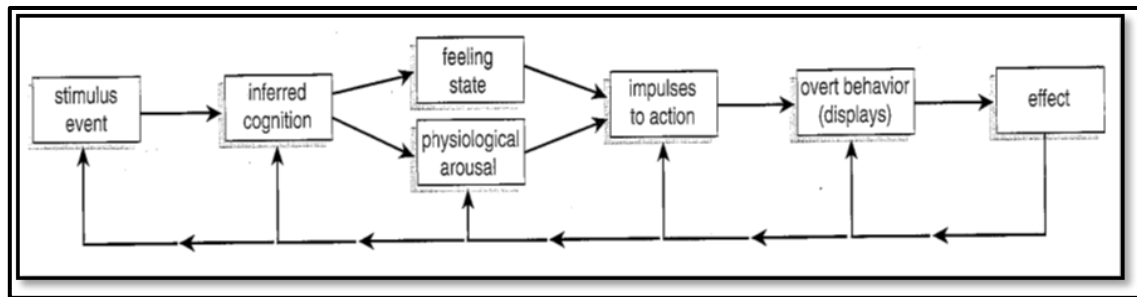 stimulus
event
inferred
cognition
feeling
state
physiological
arousal
impulses
to action
overt behavior
(displays)
effect